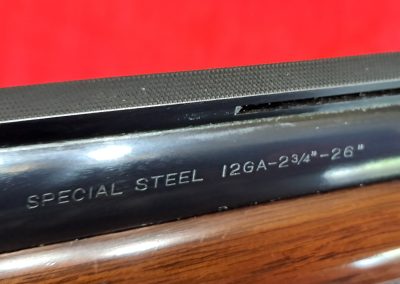 SPECIAL STEEL 12GA-2¾"-26"